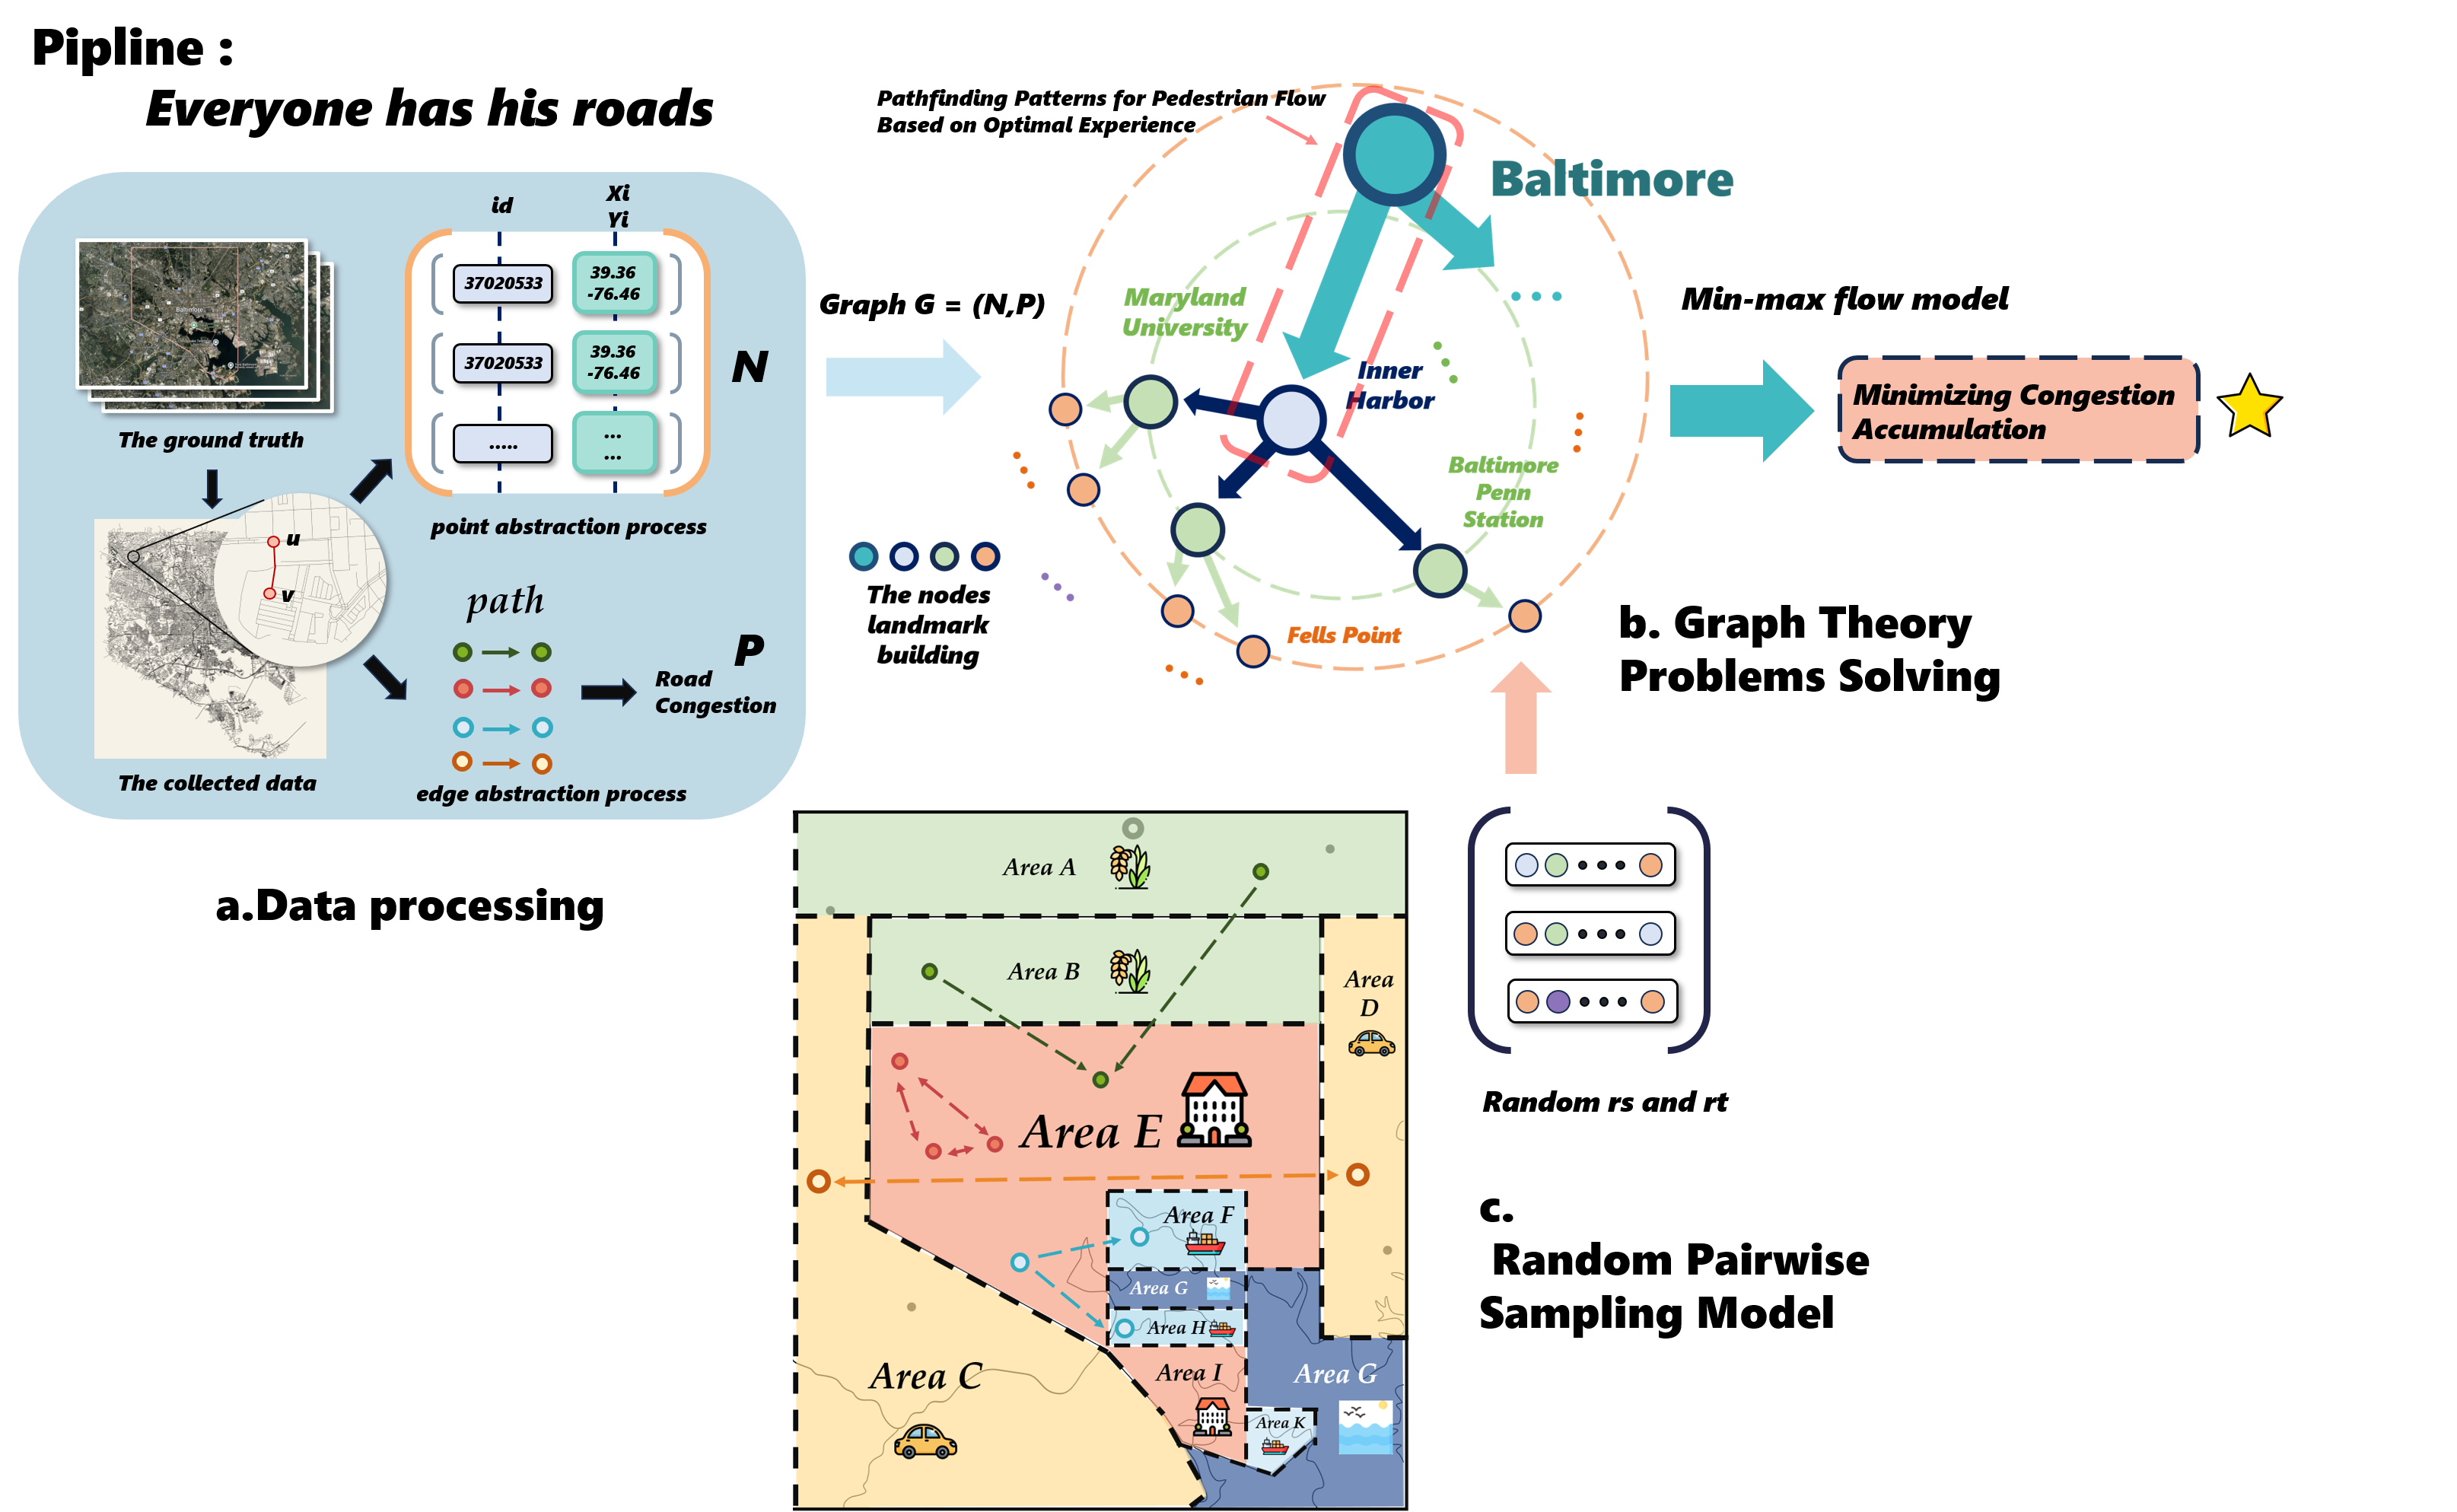 Pipline :
Everyone has his roads
id
Xi
Yi
37020533
39.36
-76.46
37020533
39.36
-76.46
.....
...
...
N
The ground truth
point abstraction process
u
v
path
P
Road
Congestion
The collected data
edge abstraction process
a.Data processing
Graph G = (N,P)
Pathfinding Patterns for Pedestrian Flow
Based on Optimal Experience
Baltimore
Maryland
University
Inner
Harbor
Baltimore
Penn
Station
Fells Point
The nodes
landmark
building
Min-max flow model
Minimizing Congestion
Accumulation
b. Graph Theory
Problems Solving
Area A
Area B
Area
D
Area E
Area F
Area G
Area H
Area I
Area C
Area G
Area K
Random rs and rt
c.
Random Pairwise
Sampling Model